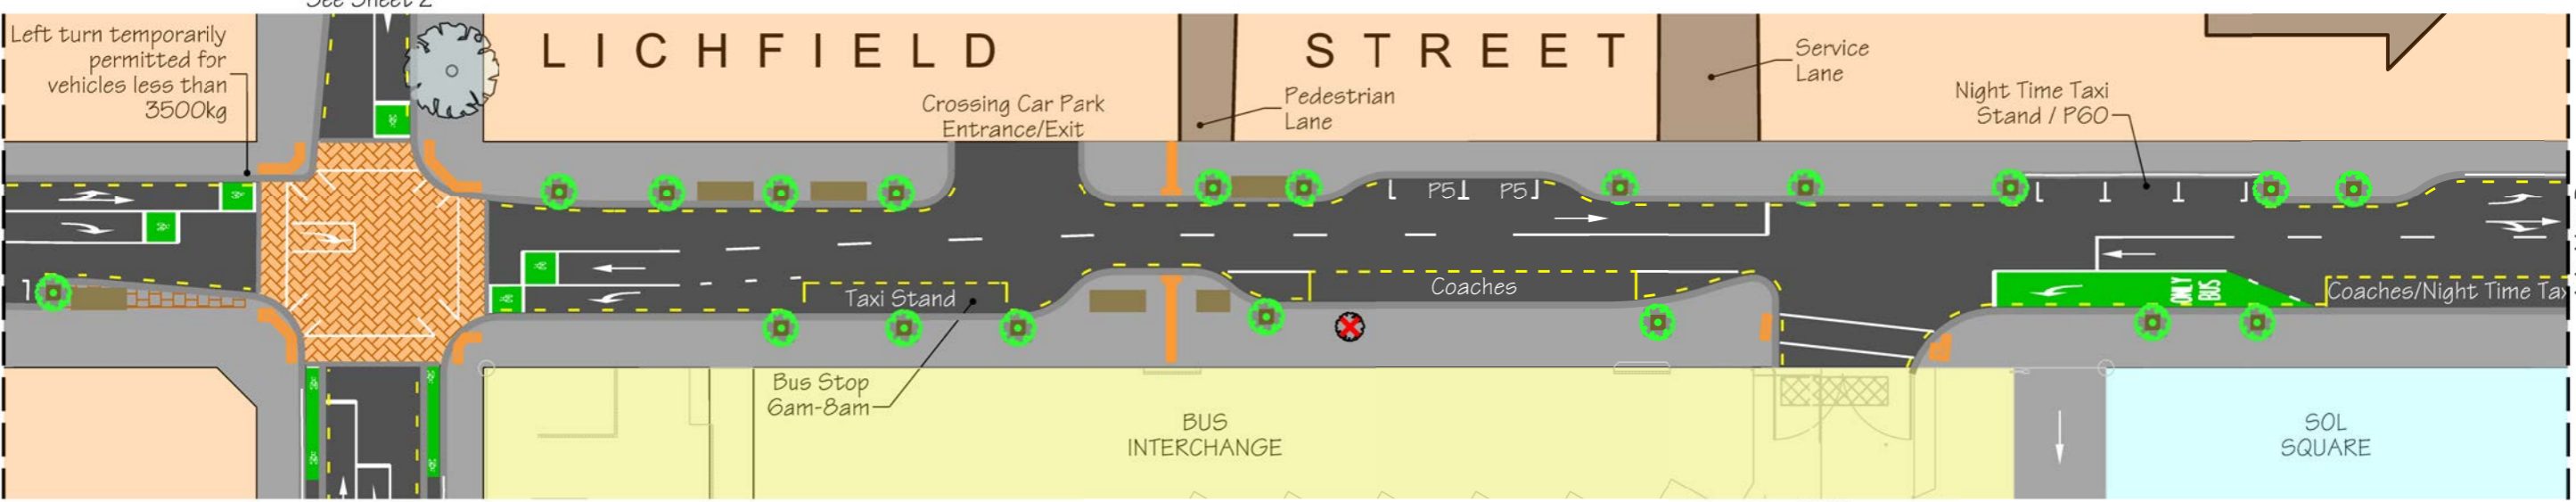 See Sheet 2
Left turn temporarily
permitted for
vehicles less than
3500kg
LICHFIELD STREET
Crossing Car Park
Entrance/Exit
Pedestrian
Lane
Service
Lane
Night Time Taxi
Stand / P60
P5 P5
Taxi Stand
Coaches
ONLY
BUS
Coaches/Night Time Tax
Bus Stop
6am-8am
BUS
INTERCHANGE
SOL
SQUARE